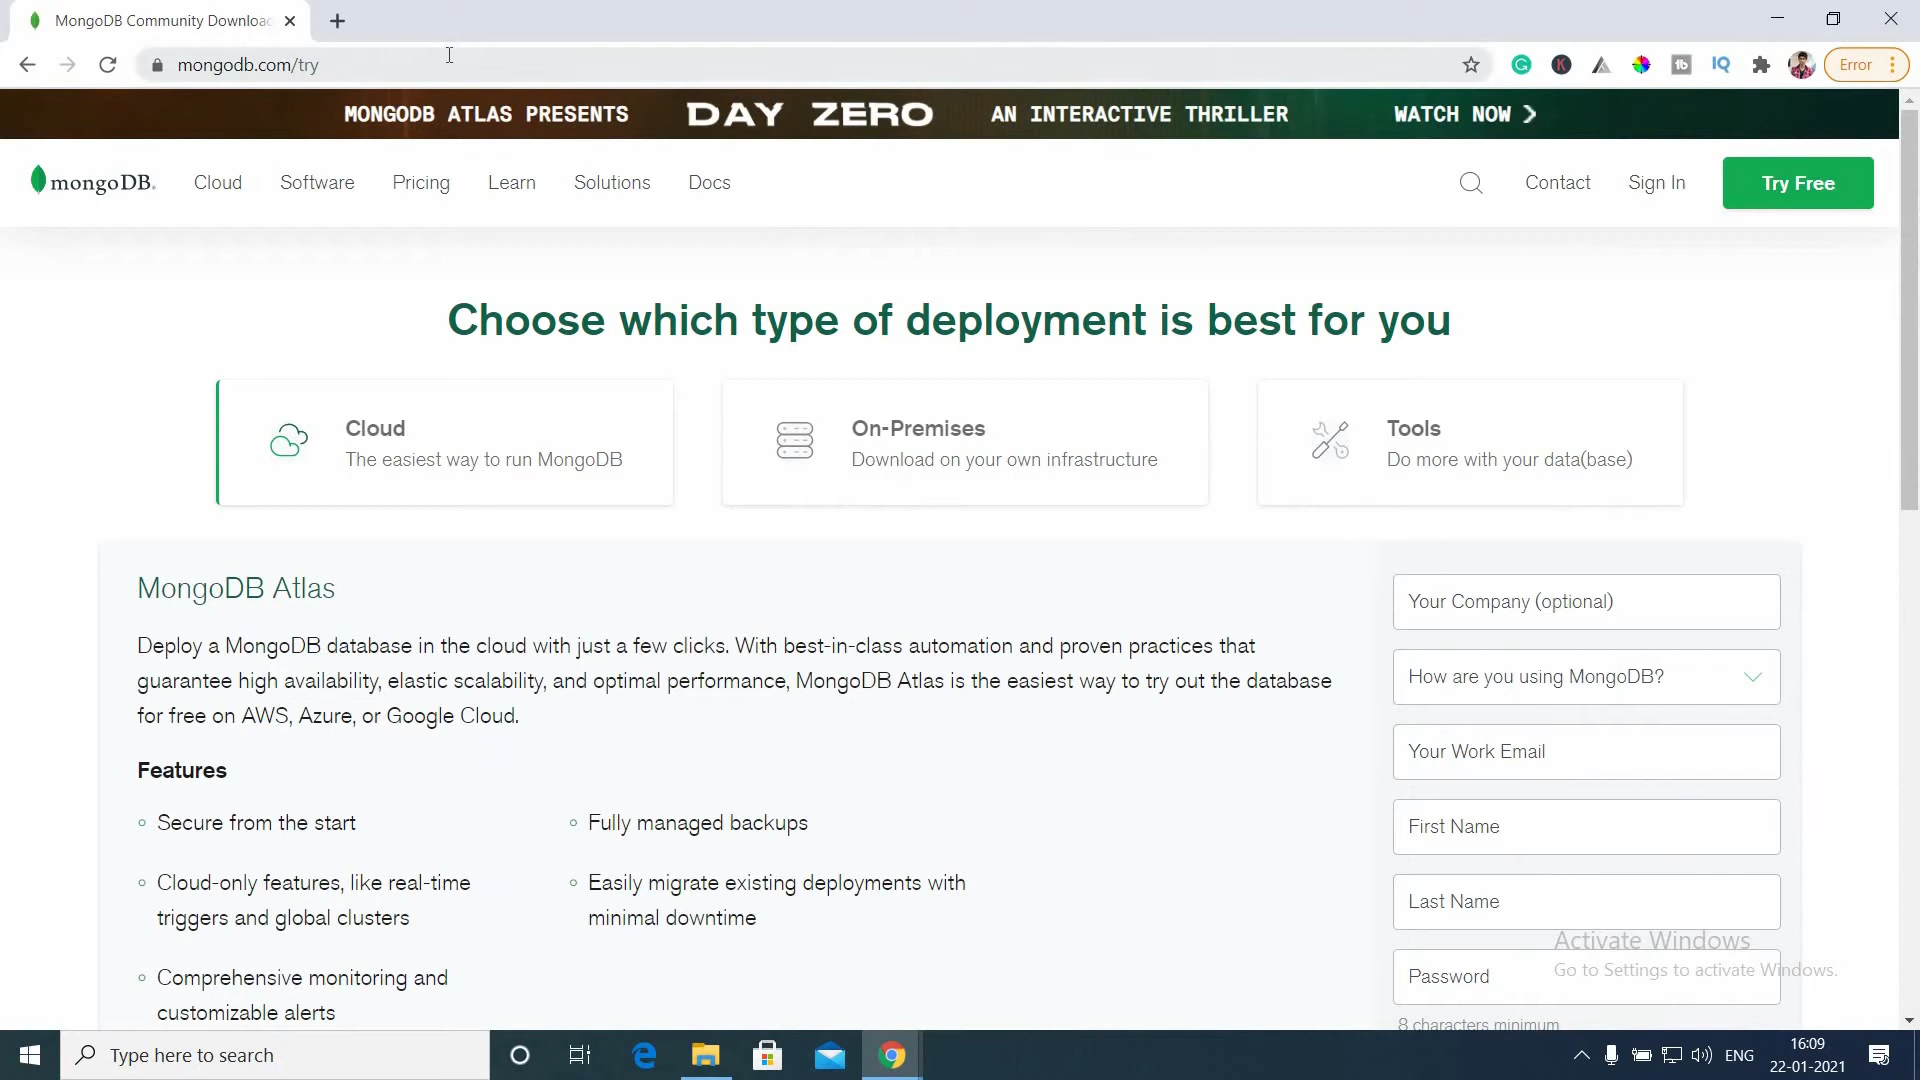 MongoDB Community Downloa
mongodb.com/try
Error
MONGODB ATLAS PRESENTS DAY ZERO AN INTERACTIVE THRILLER WATCH NOW
mongoDB. Cloud Software Pricing Learn Solutions Docs Contact Sign In Try Free
Choose which type of deployment is best for you
Cloud
The easiest way to run MongoDB
On-Premises
Download on your own infrastructure
Tools
Do more with your data(base)
MongoDB Atlas
Deploy a MongoDB database in the cloud with just a few clicks. With best-in-class automation and proven practices that
guarantee high availability, elastic scalability, and optimal performance, MongoDB Atlas is the easiest way to try out the database
for free on AWS, Azure, or Google Cloud.
Features
Secure from the start
Cloud-only features, like real-time
triggers and global clusters
Comprehensive monitoring and
customizable alerts
Fully managed backups
Easily migrate existing deployments with
minimal downtime
Your Company (optional)
How are you using MongoDB?
Your Work Email
First Name
Last Name
Password
8 characters minimum
Activate Windows
Go to Settings to activate Windows.
Type here to search
ENG
16:09
22-01-2021